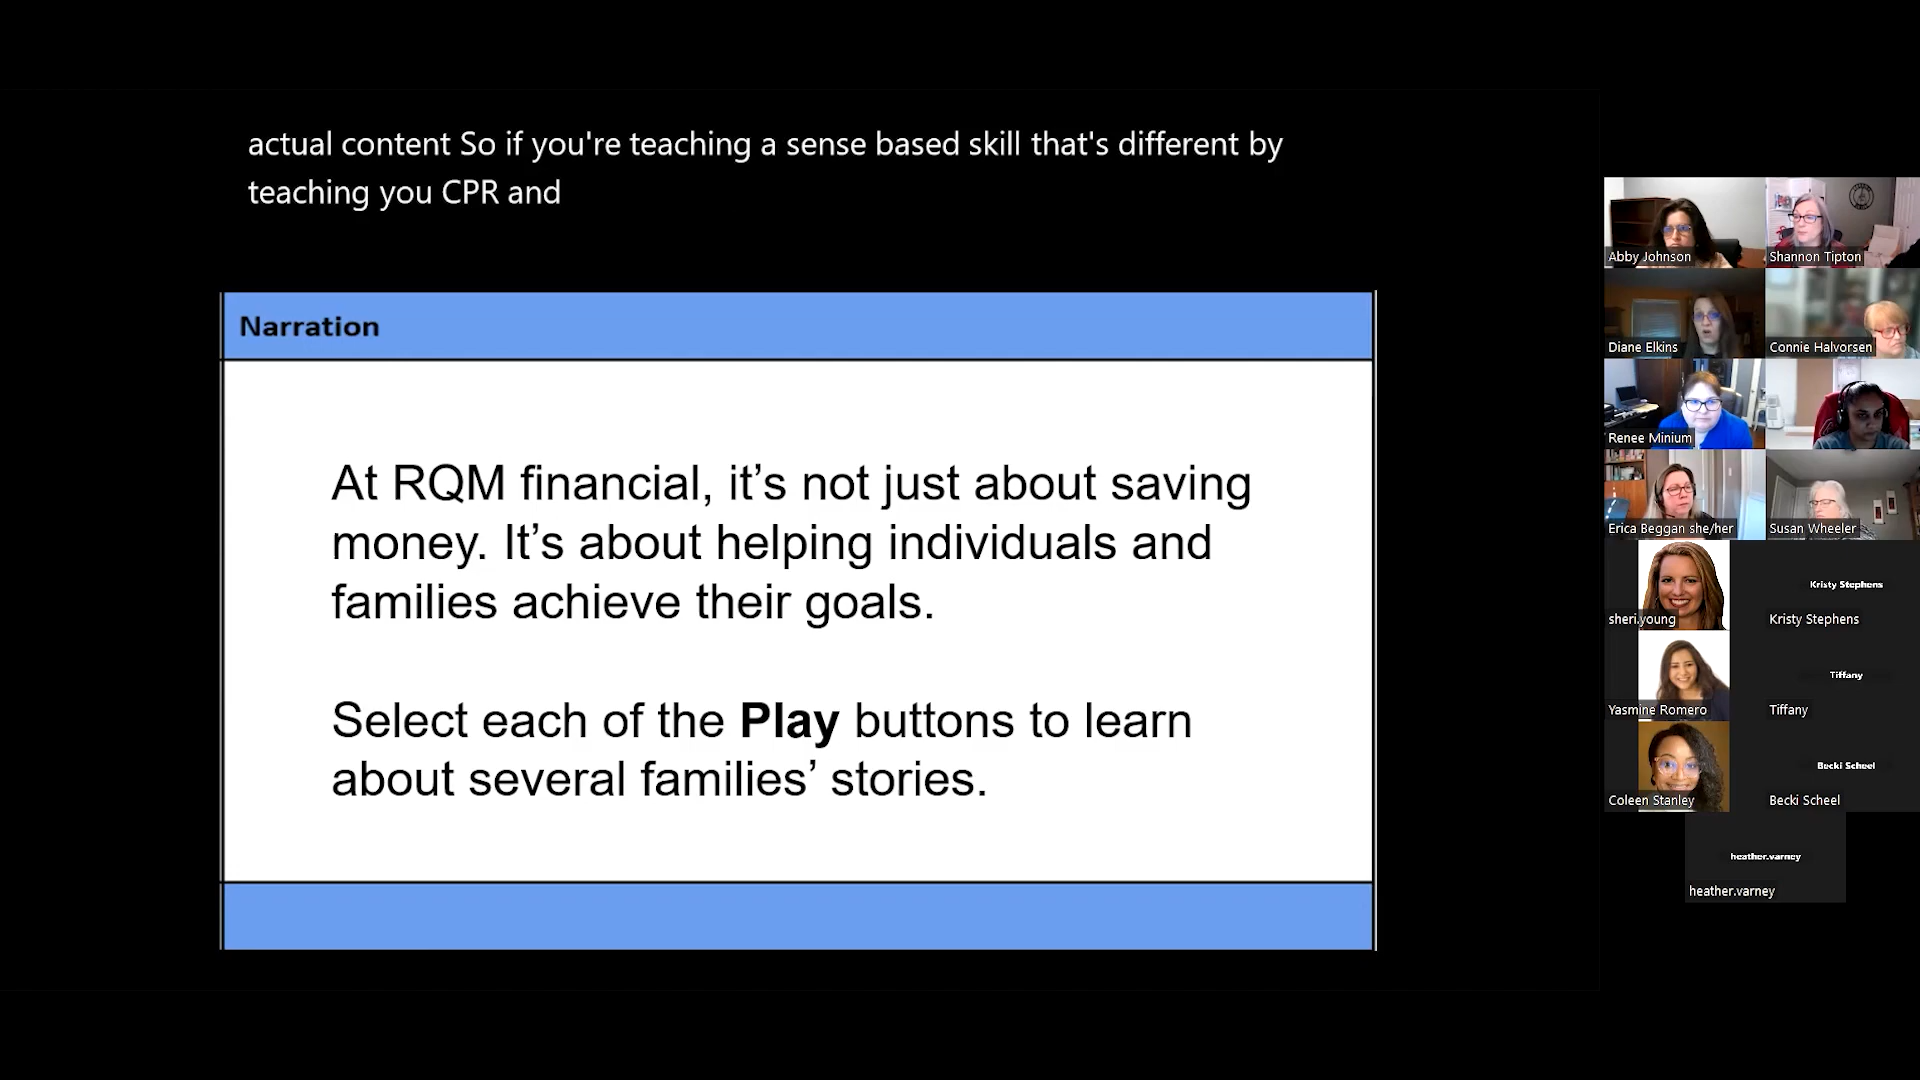 actual content So if you're teaching a sense based skill that's different by
teaching you CPR and
Narration
At RQM financial, it’s not just about saving
money. It’s about helping individuals and
families achieve their goals.
Select each of the Play buttons to learn
about several families’ stories.
Abby Johnson
Shannon Tipton
Diane Elkins
Connie Halvorsen
Renee Minium
Erica Beggan she/her
Susan Wheeler
sheri.young
Kristy Stephens
Kristy Stephens
Yasmine Romero
Tiffany
Tiffany
Coleen Stanley
Becki Scheel
Becki Scheel
heather.varney
heather.varney